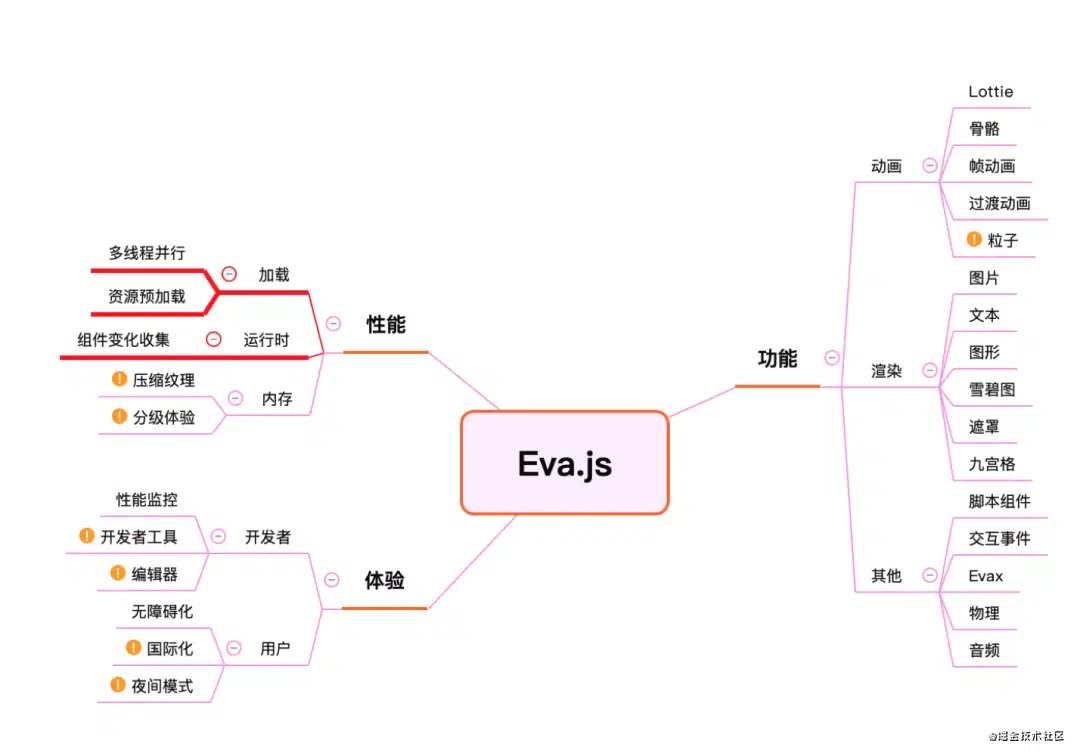 Eva.js
功能
动画
Lottie
骨骼
帧动画
过渡动画
粒子
渲染
图片
文本
图形
雪碧图
遮罩
九宫格
其他
脚本组件
交互事件
Evax
物理
音频
性能
加载
多线程并行
资源预加载
运行时
组件变化收集
内存
压缩纹理
分级体验
体验
开发者
性能监控
开发者工具
编辑器
用户
无障碍化
国际化
夜间模式
@掘金技术社区